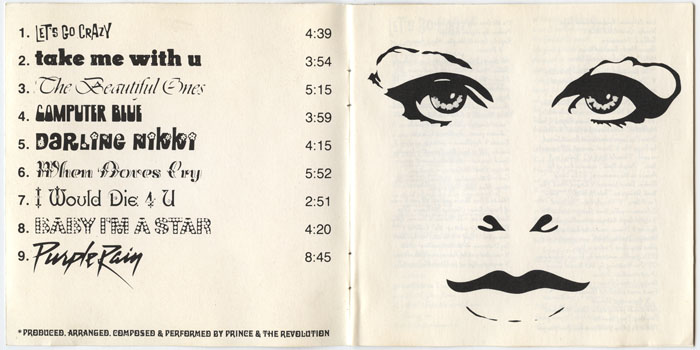 1. LET'S GO CRAZY 4:39
2. take me with u 3:54
3. The Beautiful Ones 5:15
4. COMPUTER BLUE 3:59
5. DARLING NIKKI 4:15
6. When Doves Cry 5:52
7. I Would Die 4 U 2:51
8. BABY I'M A STAR 4:20
9. Purple Rain 8:45
*PRODUCED, ARRANGED, COMPOSED & PERFORMED BY PRINCE & THE REVOLUTION